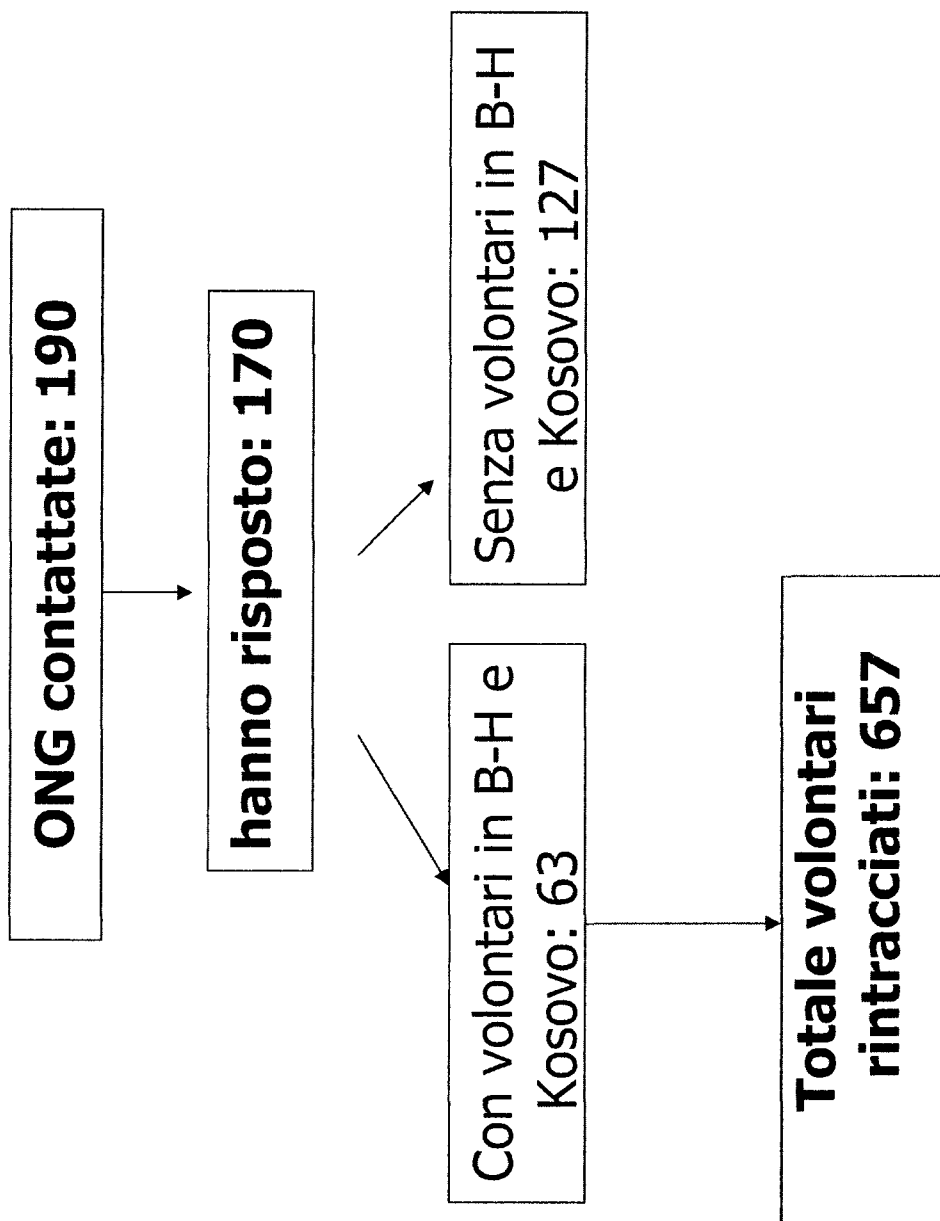 ONG contattate: 190
hanno risposto: 170
Con volontari in B-H e
Kosovo: 63
Senza volontari in B-H
e Kosovo: 127
Totale volontari
rintracciati: 657